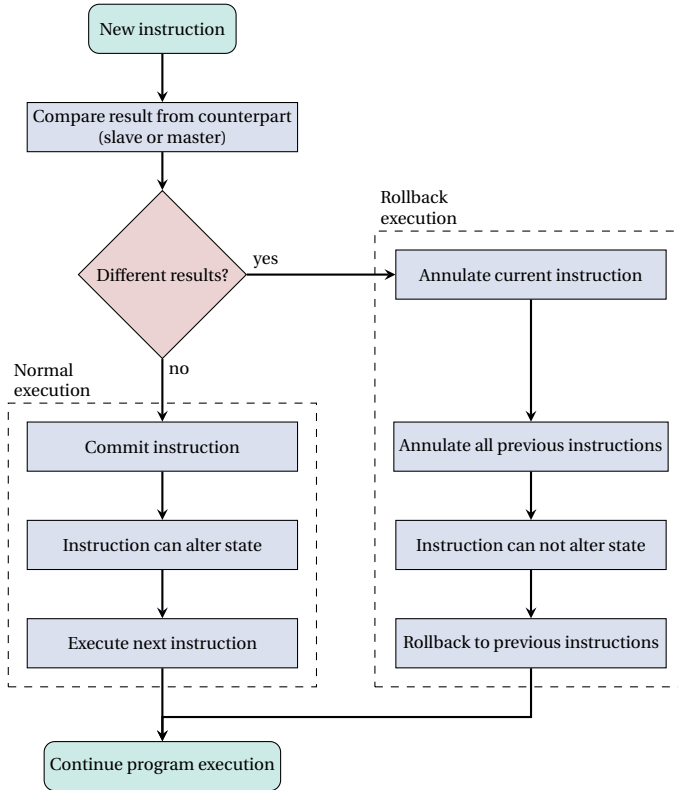 New instruction
Compare result from counterpart
(slave or master)
Different results?
yes
no
Rollback
execution
Annulate current instruction
Annulate all previous instructions
Instruction can not alter state
Rollback to previous instructions
Normal
execution
Commit instruction
Instruction can alter state
Execute next instruction
Continue program execution